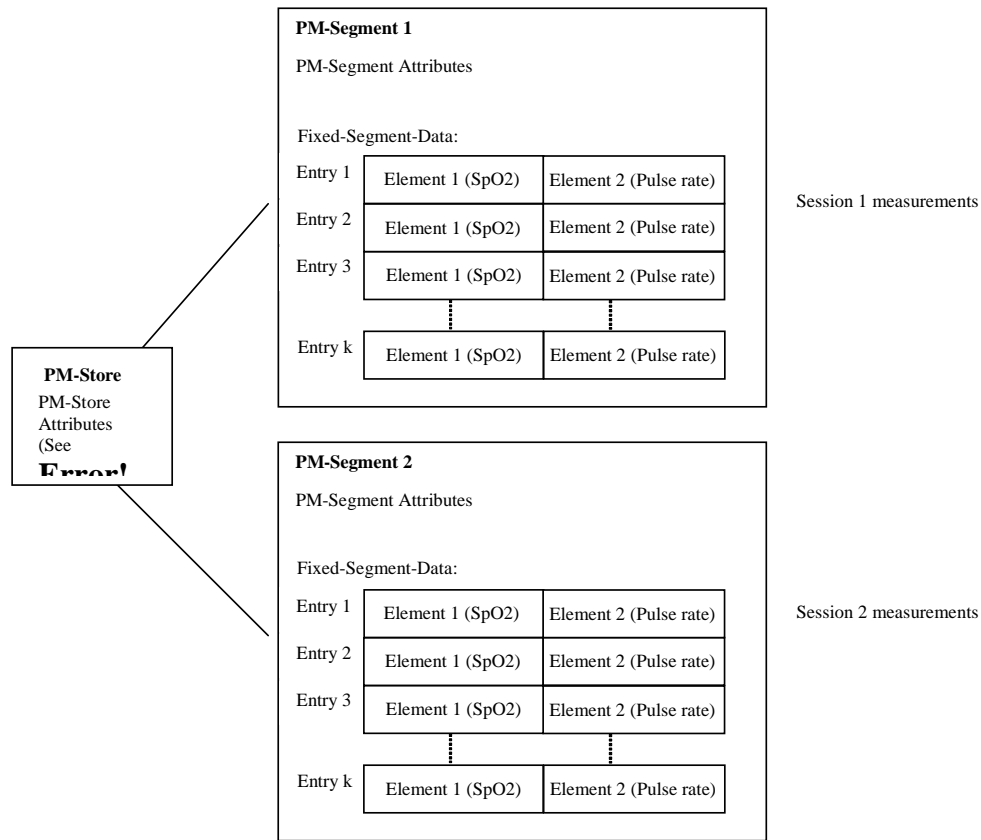 PM-Segment 1
PM-Segment Attributes
Fixed-Segment-Data:
Entry 1 Element 1 (SpO2) Element 2 (Pulse rate)
Entry 2 Element 1 (SpO2) Element 2 (Pulse rate)
Entry 3 Element 1 (SpO2) Element 2 (Pulse rate)
Entry k Element 1 (SpO2) Element 2 (Pulse rate)
Session 1 measurements
PM-Store
PM-Store
Attributes
(See
Error!
PM-Segment 2
PM-Segment Attributes
Fixed-Segment-Data:
Entry 1 Element 1 (SpO2) Element 2 (Pulse rate)
Entry 2 Element 1 (SpO2) Element 2 (Pulse rate)
Entry 3 Element 1 (SpO2) Element 2 (Pulse rate)
Entry k Element 1 (SpO2) Element 2 (Pulse rate)
Session 2 measurements